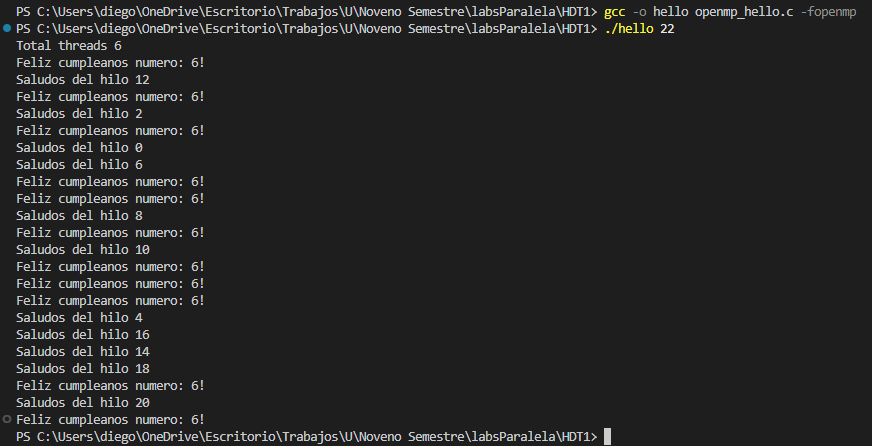 PS C:\Users\diego\OneDrive\Escritorio\Trabajos\U\Noveno Semestre\labsParalela\HDT1> gcc -o hello openmp_hello.c -fopenmp
PS C:\Users\diego\OneDrive\Escritorio\Trabajos\U\Noveno Semestre\labsParalela\HDT1> ./hello 22
Total threads 6
Feliz cumpleanos numero: 6!
Saludos del hilo 12
Feliz cumpleanos numero: 6!
Saludos del hilo 2
Feliz cumpleanos numero: 6!
Saludos del hilo 0
Saludos del hilo 6
Feliz cumpleanos numero: 6!
Feliz cumpleanos numero: 6!
Saludos del hilo 8
Feliz cumpleanos numero: 6!
Saludos del hilo 10
Feliz cumpleanos numero: 6!
Feliz cumpleanos numero: 6!
Feliz cumpleanos numero: 6!
Saludos del hilo 4
Saludos del hilo 16
Saludos del hilo 14
Saludos del hilo 18
Feliz cumpleanos numero: 6!
Saludos del hilo 20
Feliz cumpleanos numero: 6!
PS C:\Users\diego\OneDrive\Escritorio\Trabajos\U\Noveno Semestre\labsParalela\HDT1>